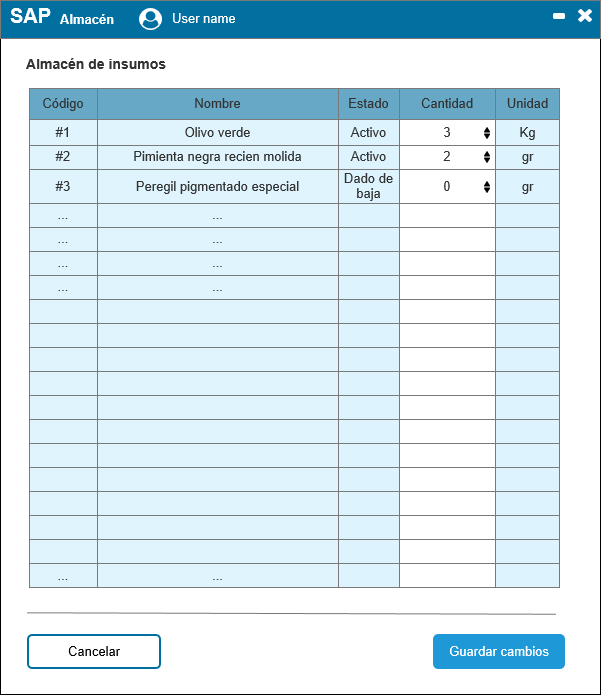 SAP Almacén User name
Almacén de insumos
Código Nombre Estado Cantidad Unidad
#1 Olivo verde Activo 3 Kg
#2 Pimienta negra recien molida Activo 2 gr
#3 Peregil pigmentado especial Dado de baja 0 gr
... ...
... ...
... ...
... ...
... ...
Cancelar Guardar cambios